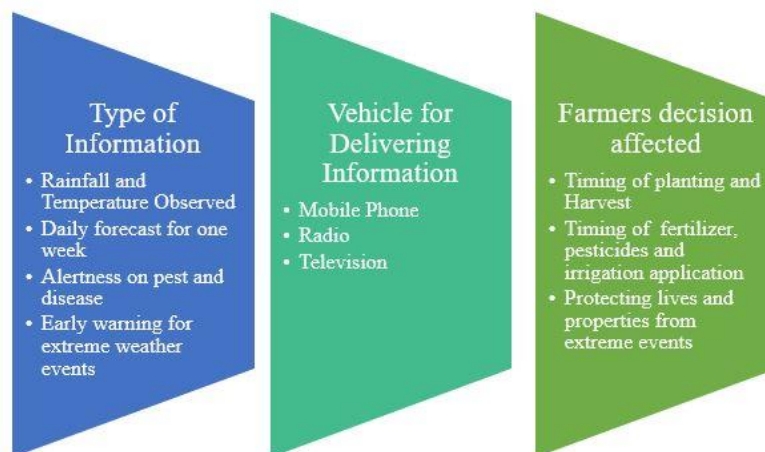 Type of
Information
• Rainfall and
Temperature Observed
• Daily forecast for one
week
• Alertness on pest and
disease
• Early warning for
extreme weather
events
Vehicle for
Delivering
Information
• Mobile Phone
• Radio
• Television
Farmers decision
affected
• Timing of planting and
Harvest
• Timing of fertilizer,
pesticides and
irrigation application
• Protecting lives and
properties from
extreme events